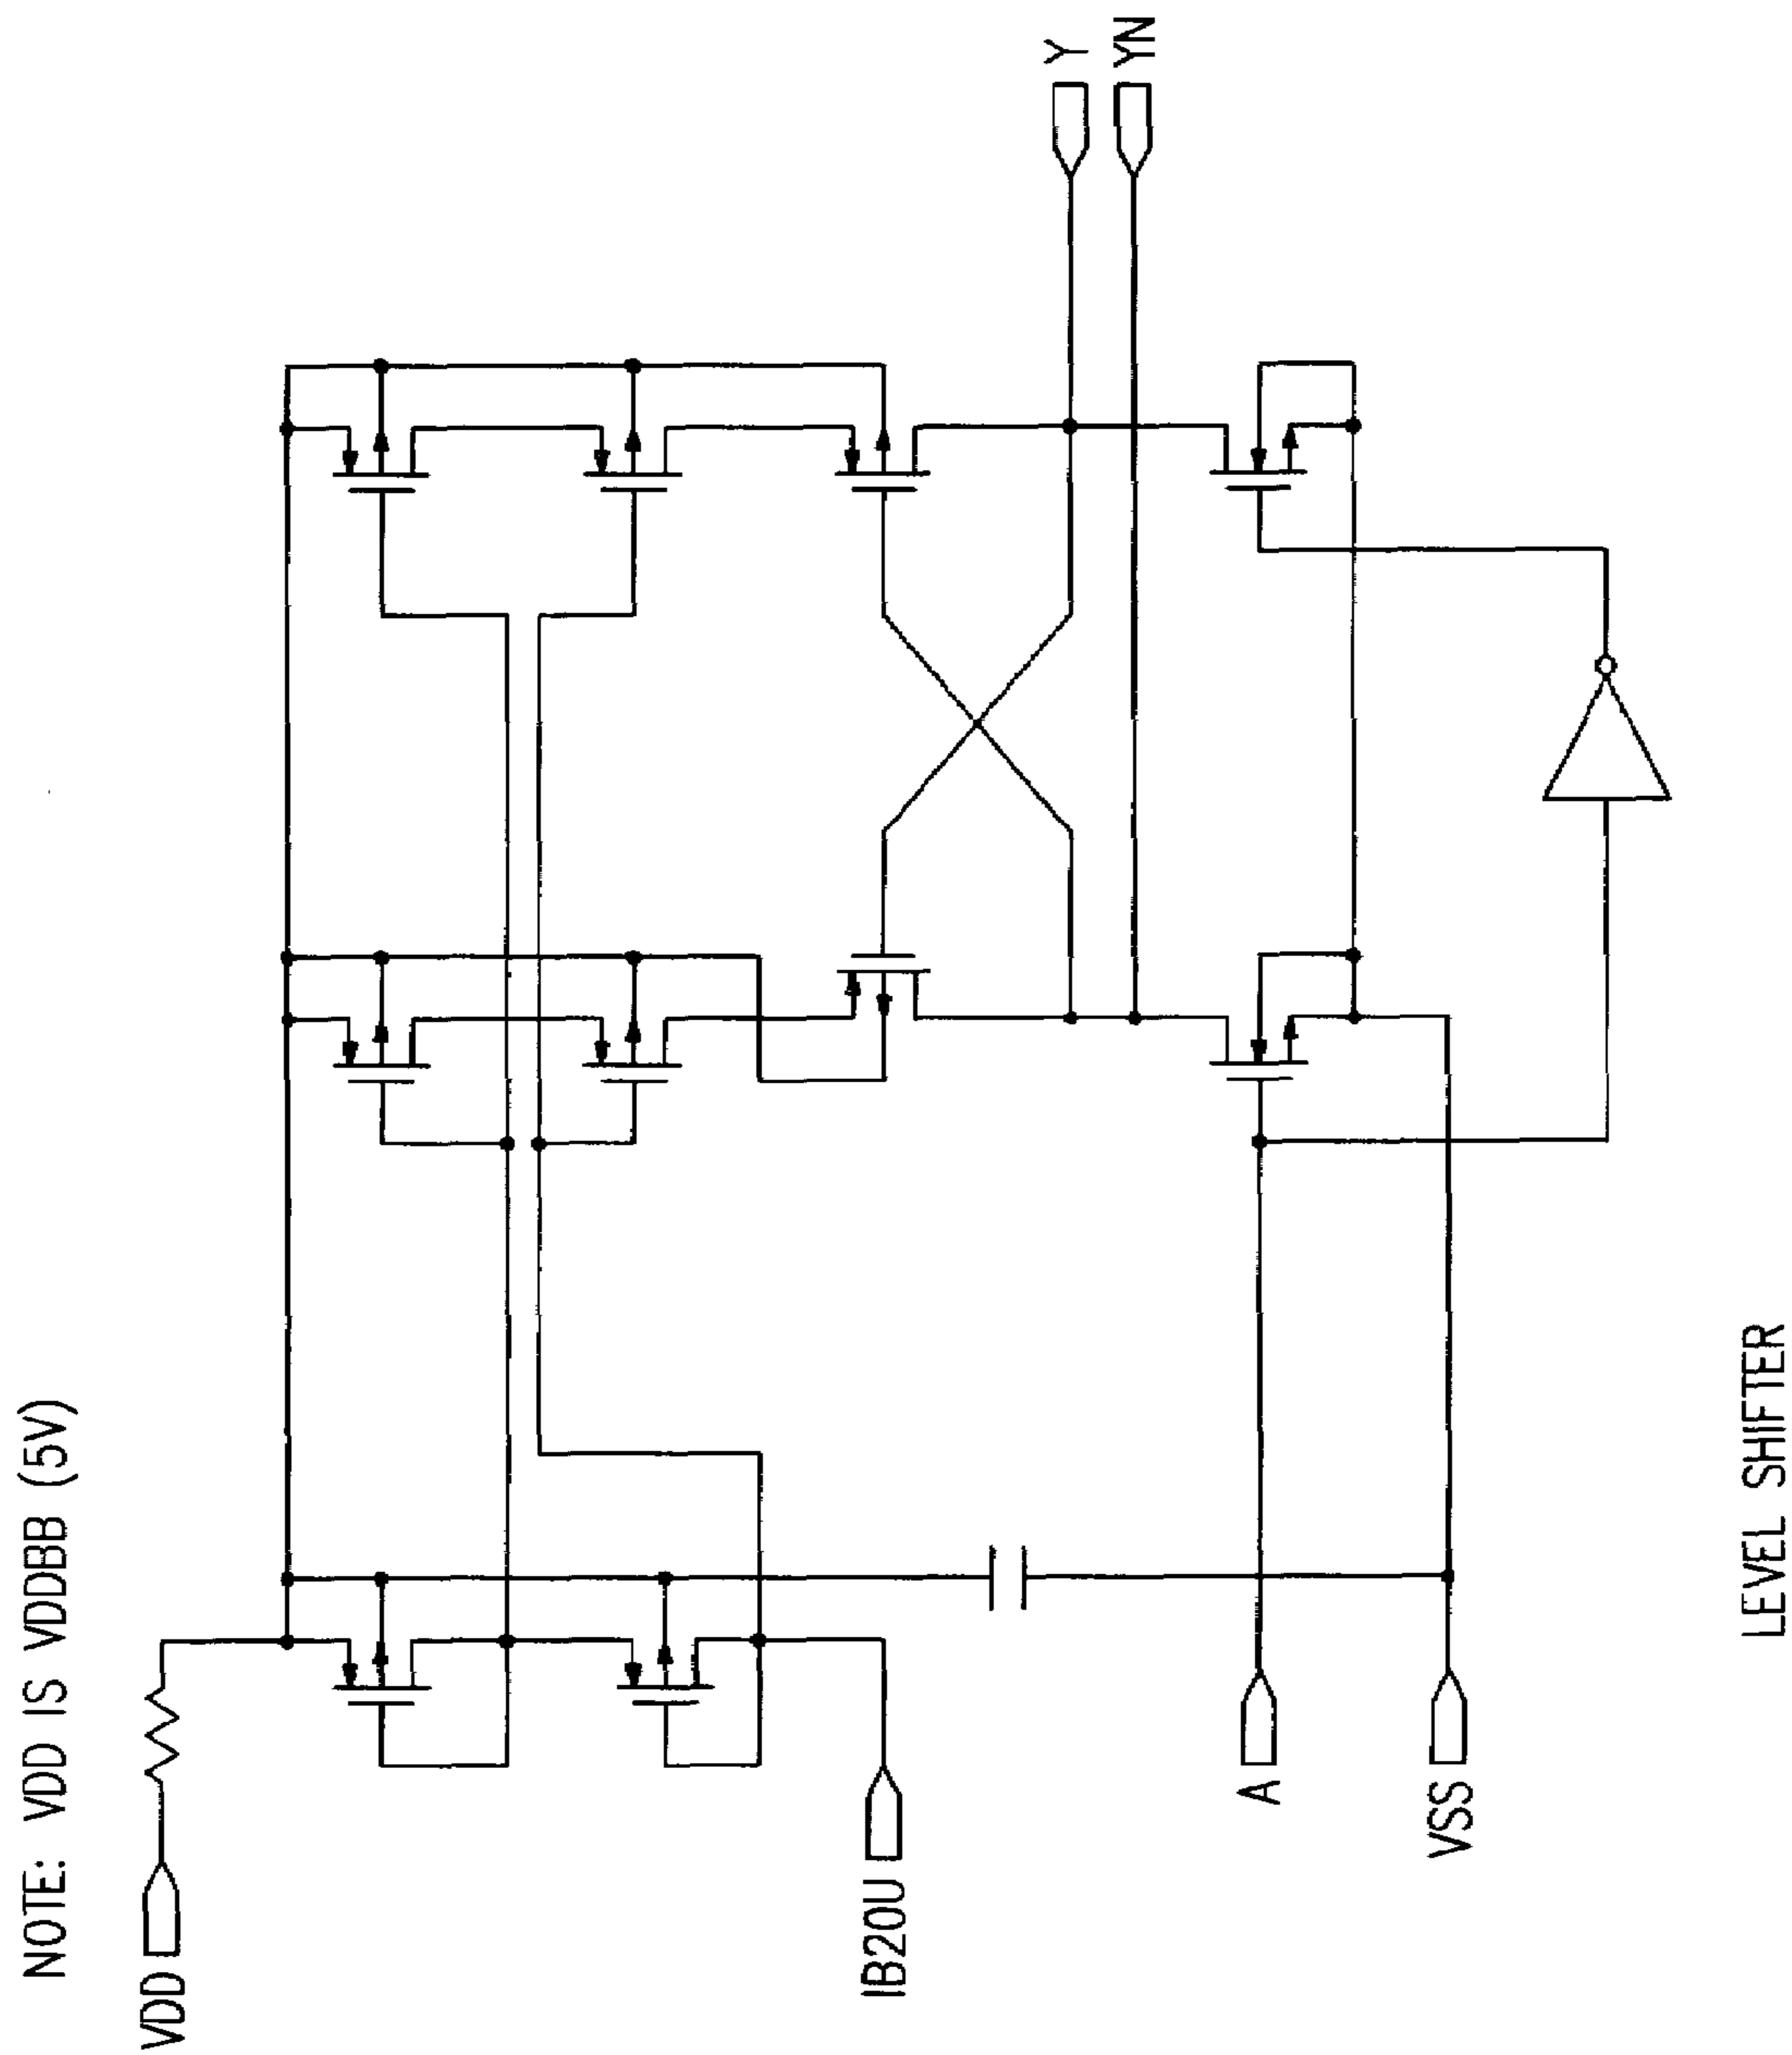 NOTE: VDD IS VDDBB (5V)
VDD
IB20U
A
VSS
Y
YN
LEVEL SHIFTER